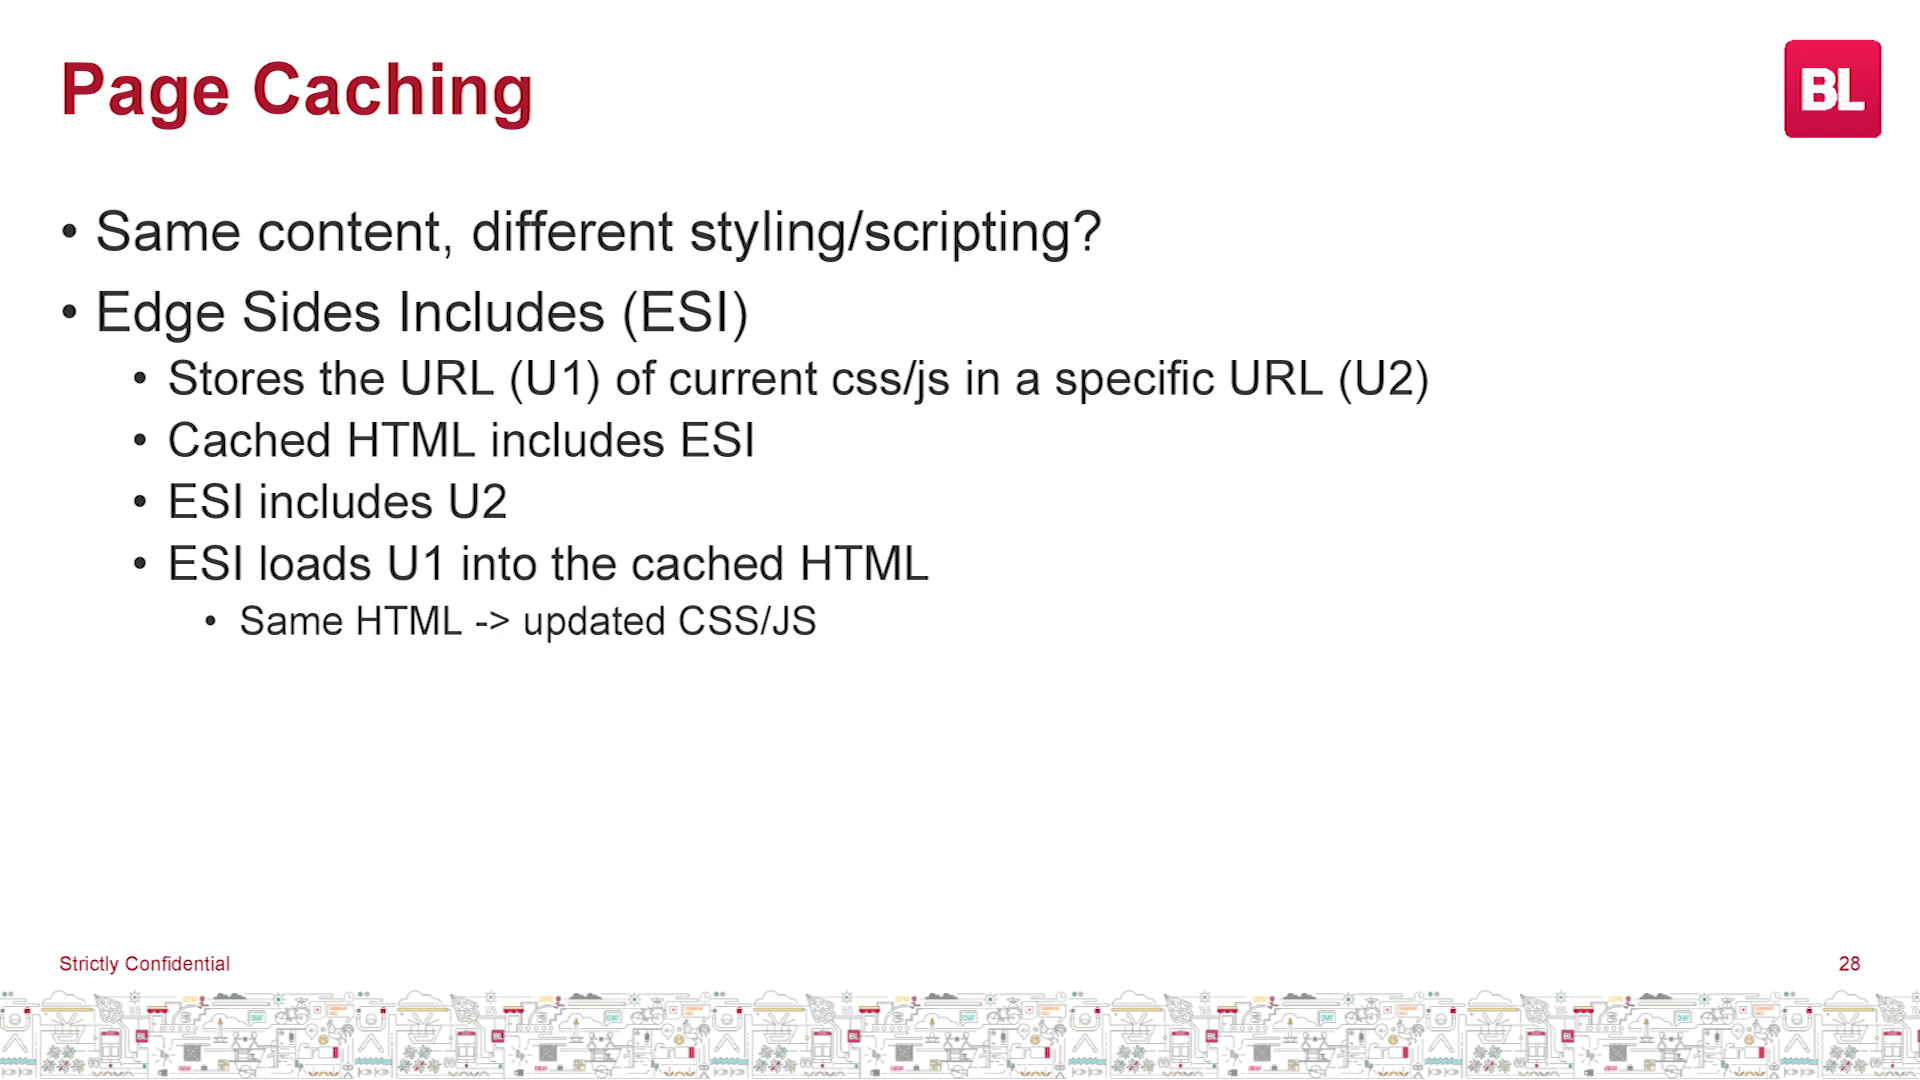 Page Caching
BL
• Same content, different styling/scripting?
• Edge Sides Includes (ESI)
• Stores the URL (U1) of current css/js in a specific URL (U2)
• Cached HTML includes ESI
• ESI includes U2
• ESI loads U1 into the cached HTML
• Same HTML -> updated CSS/JS
Strictly Confidential
28